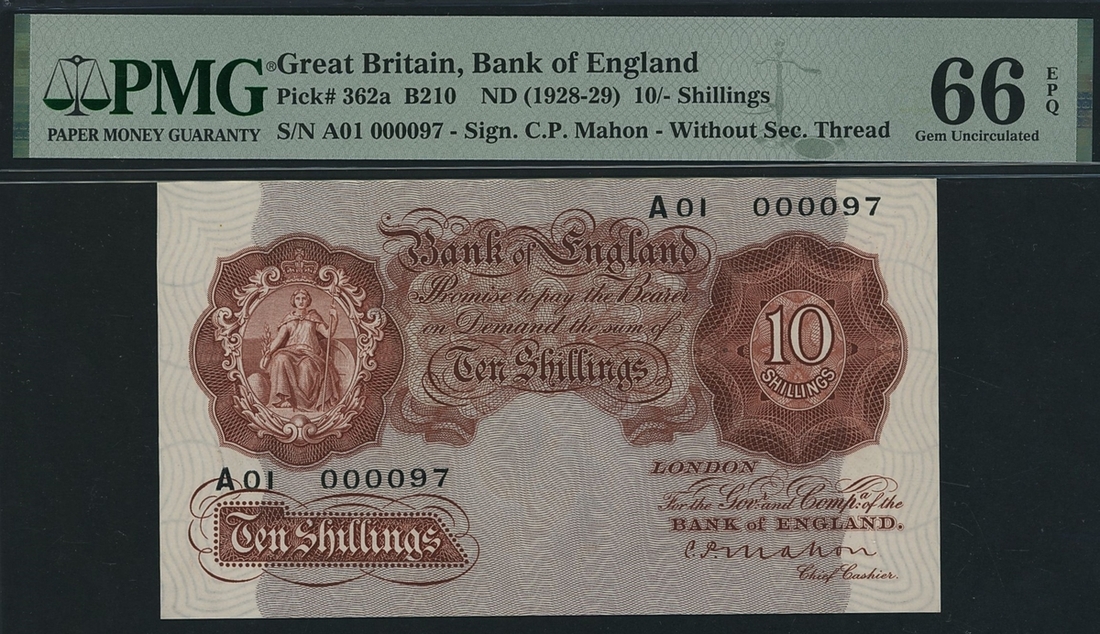 PMG®
PAPER MONEY GUARANTY
Great Britain, Bank of England
Pick# 362a B210 ND (1928-29) 10/- Shillings
S/N A01 000097 - Sign. C.P. Mahon - Without Sec. Thread
66 EPQ
Gem Uncirculated
A01 000097
Bank of England
Promise to pay the Bearer
on Demand the sum of
Ten Shillings
10
SHILLINGS
A01 000097
Ten Shillings
LONDON
For the Govr. and Compa. of the
BANK of ENGLAND.
C.P. Mahon
Chief Cashier.